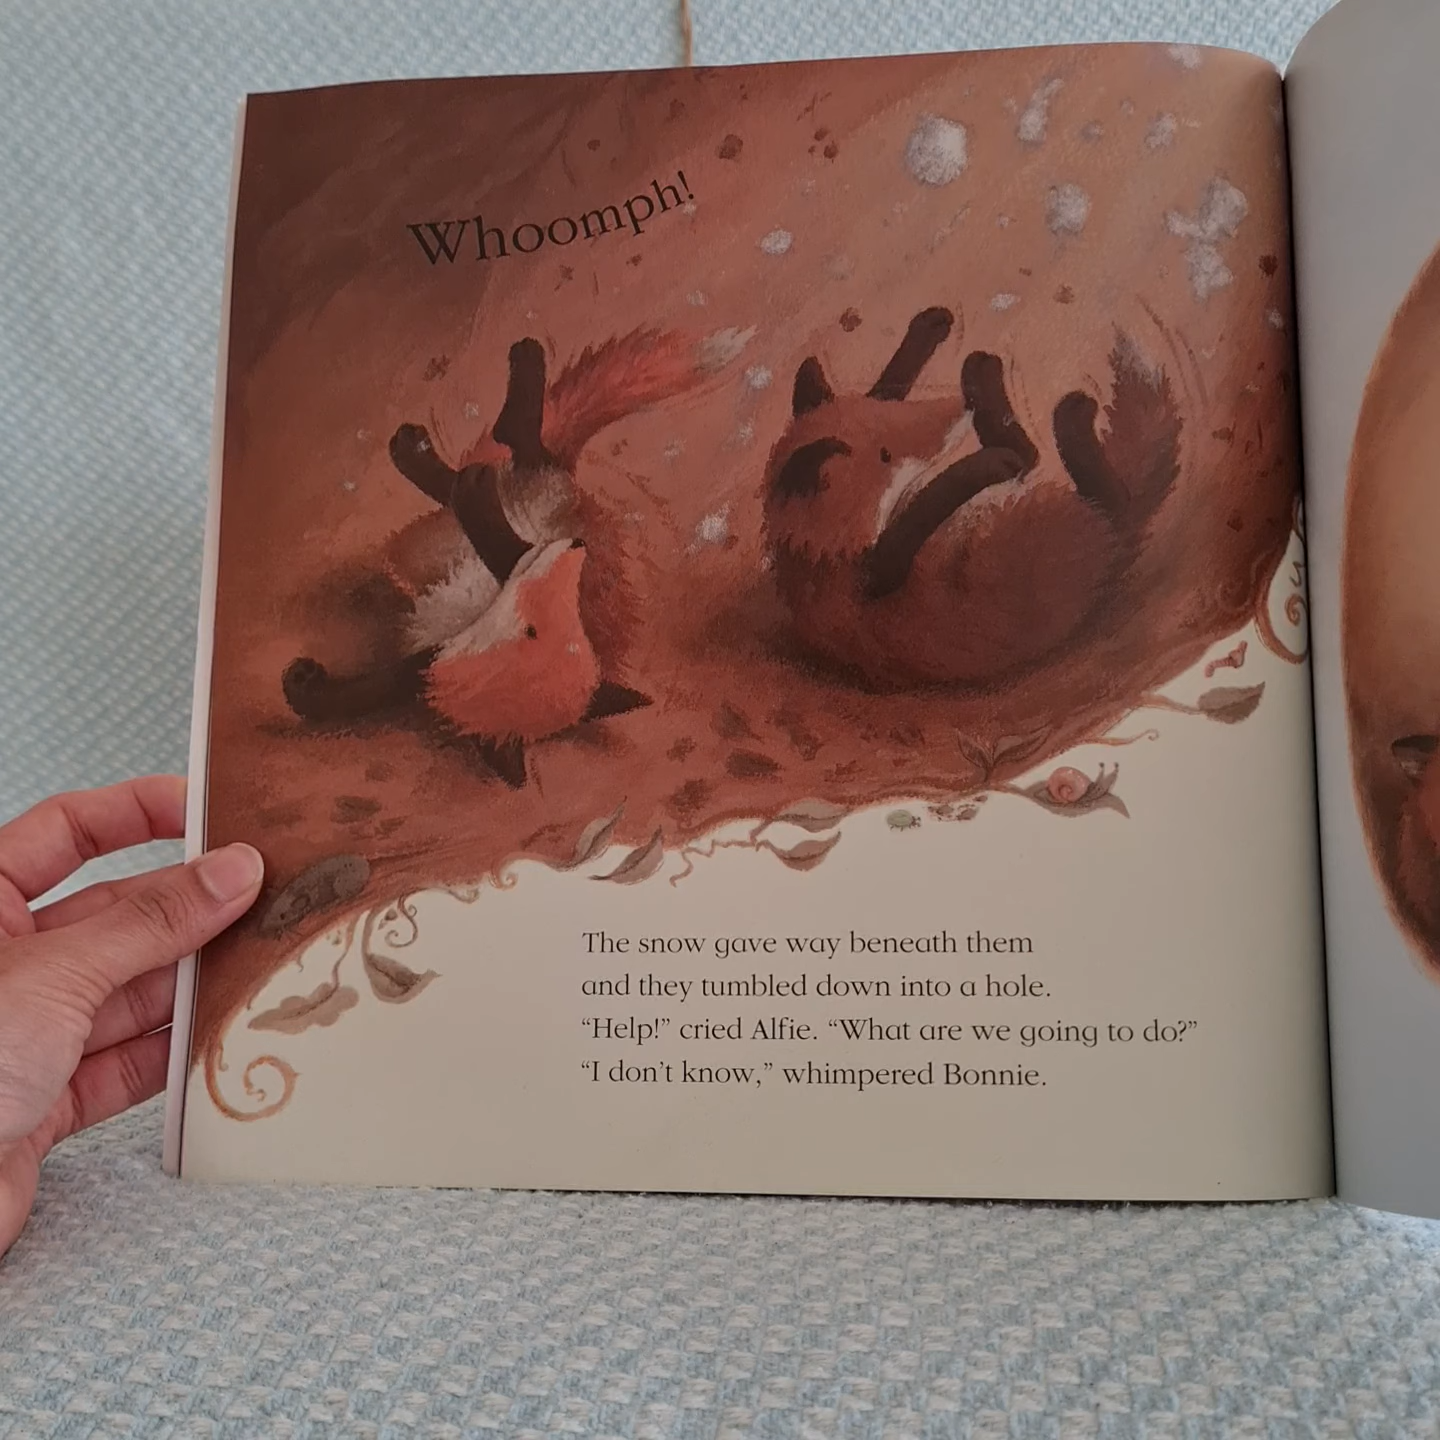 Whoomph!
The snow gave way beneath them
and they tumbled down into a hole.
“Help!” cried Alfie. “What are we going to do?”
“I don’t know,” whimpered Bonnie.